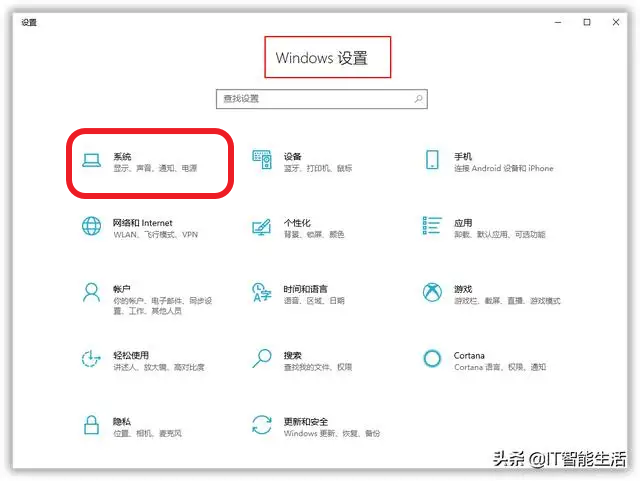 设置
Windows 设置
查找设置
系统
显示、声音、通知、电源
设备
蓝牙、打印机、鼠标
手机
连接 Android 设备和 iPhone
网络和 Internet
WLAN、飞行模式、VPN
个性化
背景、锁屏、颜色
应用
卸载、默认应用、可选功能
帐户
你的帐户、电子邮件、同步设
置、工作、其他人员
时间和语言
语音、区域、日期
游戏
游戏栏、截屏、直播、游戏模式
轻松使用
讲述人、放大镜、高对比度
搜索
查找我的文件、权限
Cortana
Cortana 语言、权限、通知
隐私
位置、相机、麦克风
更新和安全
Windows 更新、恢复、备份
头条 @IT智能生活